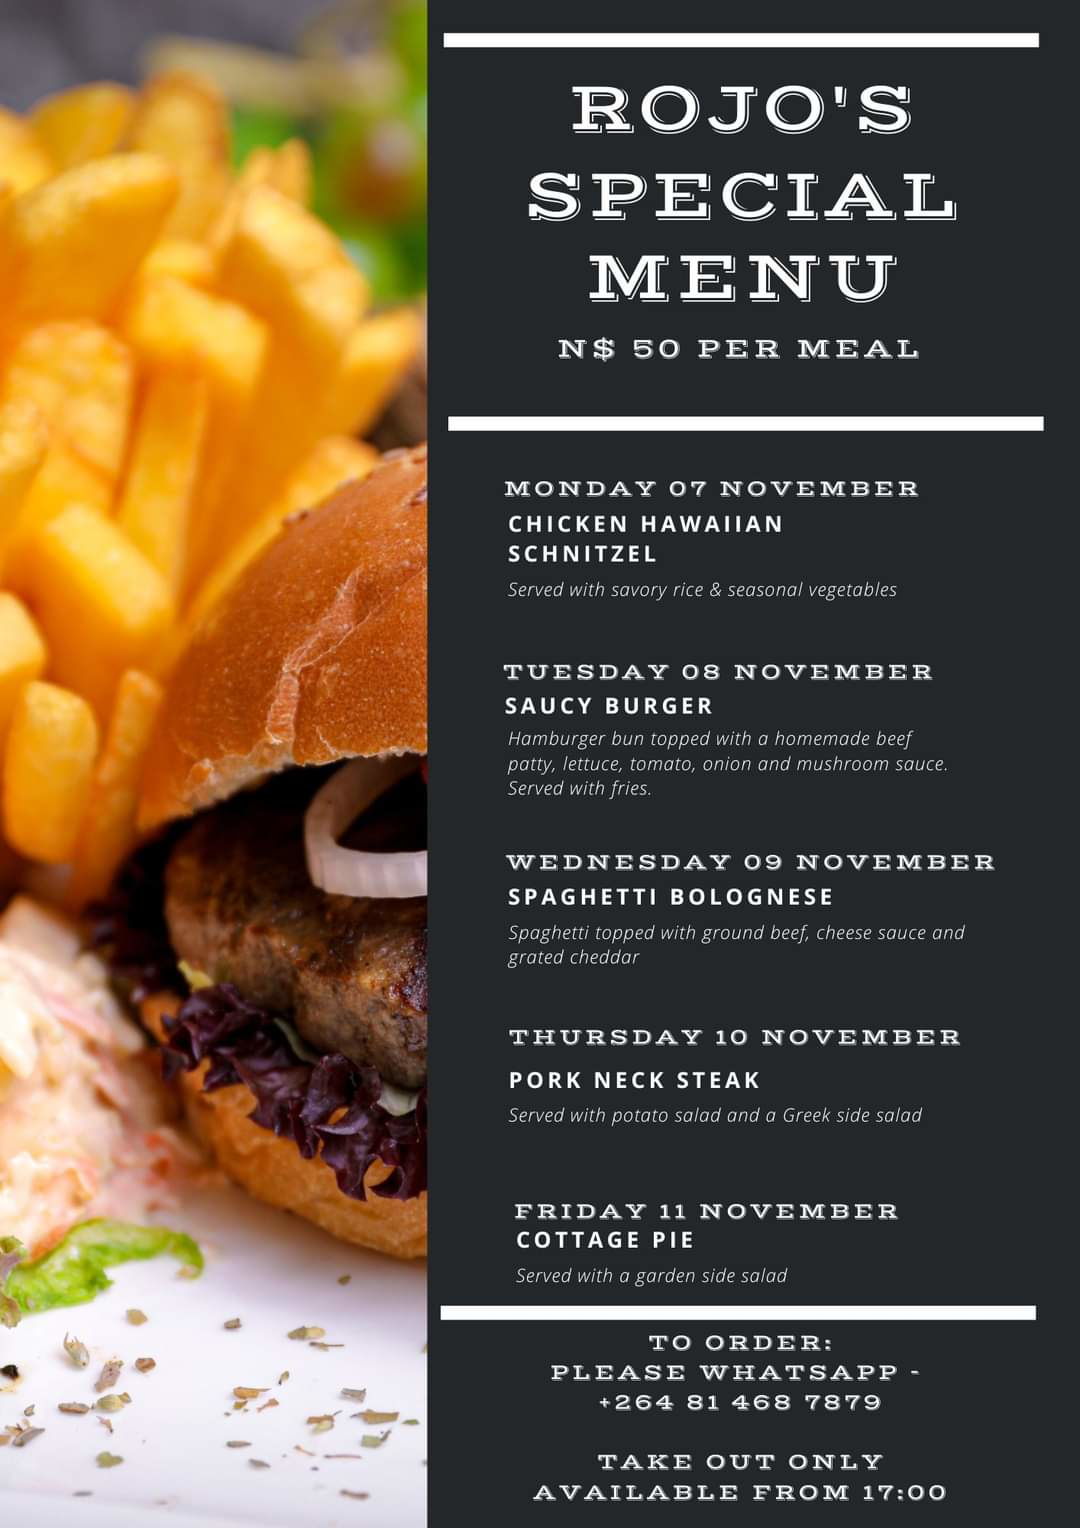 ROJO'S
SPECIAL
MENU
N$ 50 PER MEAL
MONDAY 07 NOVEMBER
CHICKEN HAWAIIAN
SCHNITZEL
Served with savory rice & seasonal vegetables
TUESDAY 08 NOVEMBER
SAUCY BURGER
Hamburger bun topped with a homemade beef
patty, lettuce, tomato, onion and mushroom sauce.
Served with fries.
WEDNESDAY 09 NOVEMBER
SPAGHETTI BOLOGNESE
Spaghetti topped with ground beef, cheese sauce and
grated cheddar
THURSDAY 10 NOVEMBER
PORK NECK STEAK
Served with potato salad and a Greek side salad
FRIDAY 11 NOVEMBER
COTTAGE PIE
Served with a garden side salad
TO ORDER:
PLEASE WHATSAPP -
+264 81 468 7879
TAKE OUT ONLY
AVAILABLE FROM 17:00